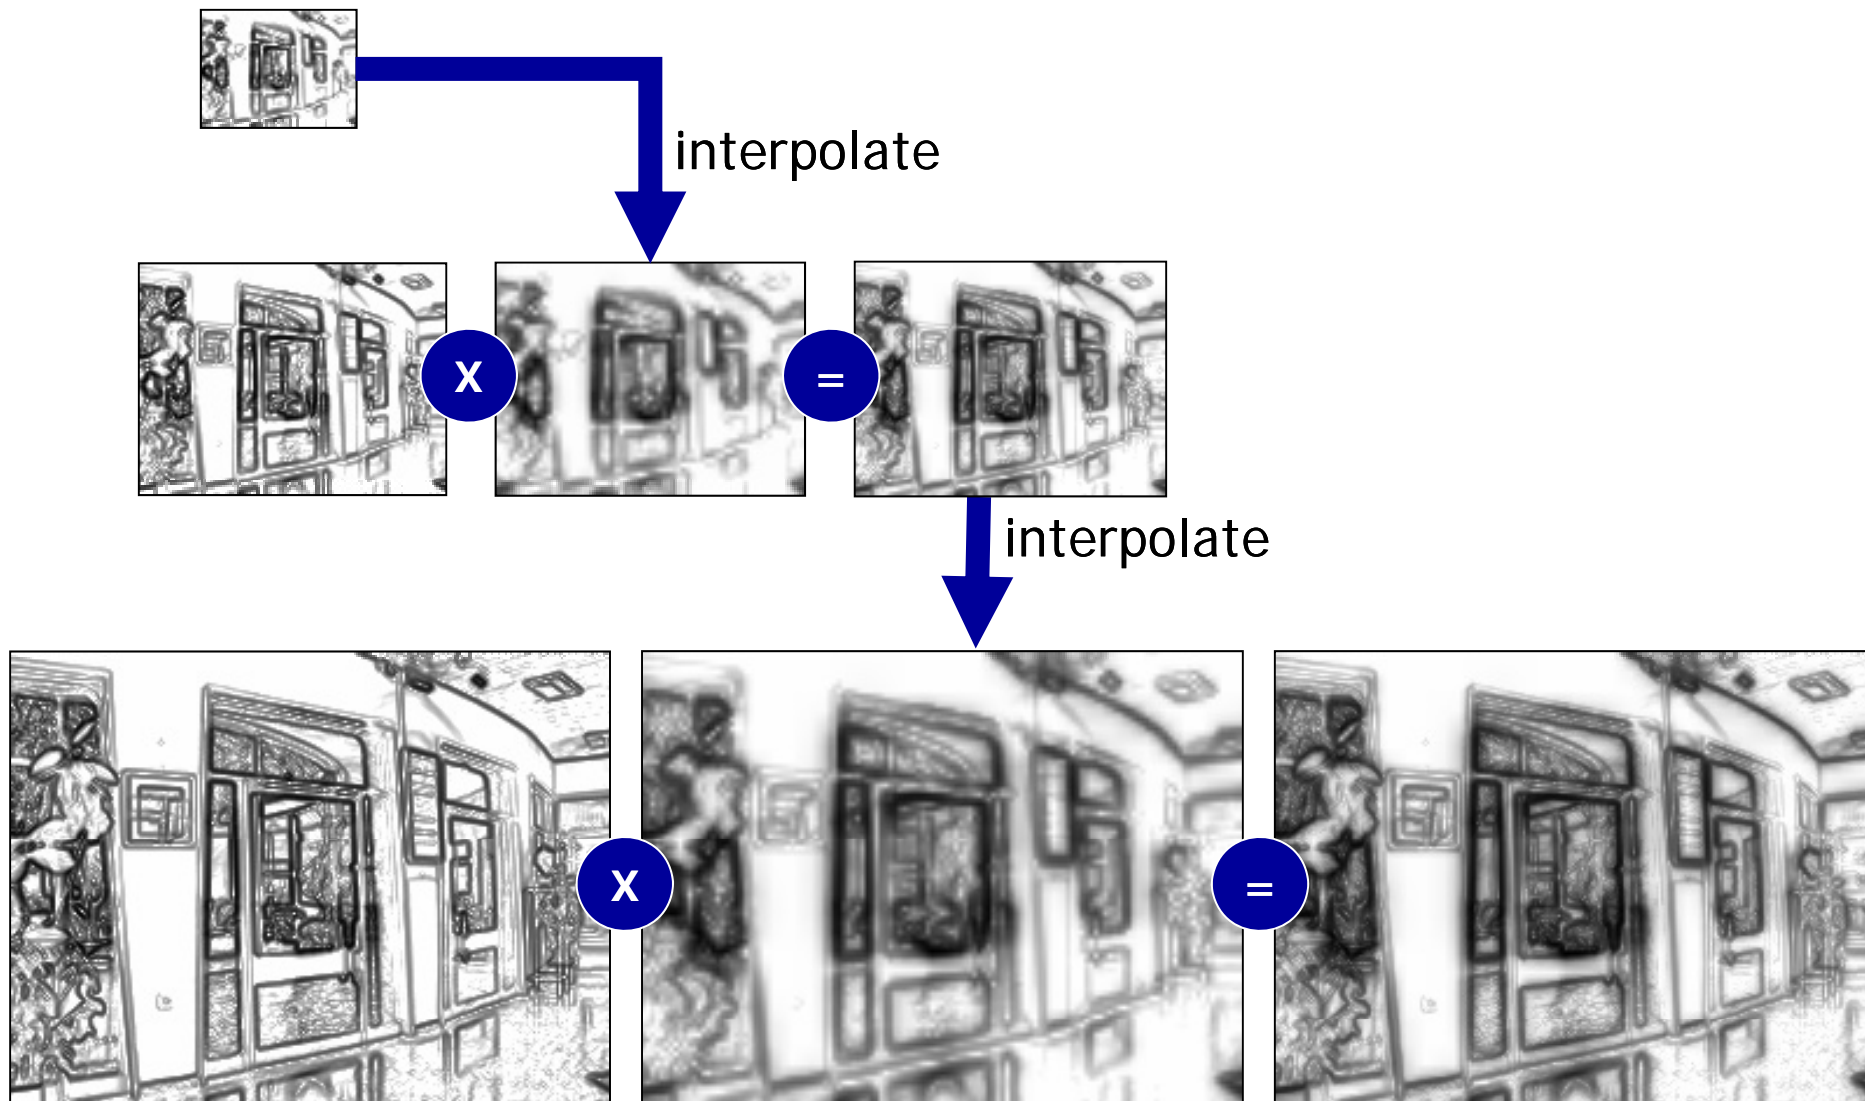 interpolate
X
=
interpolate
X
=